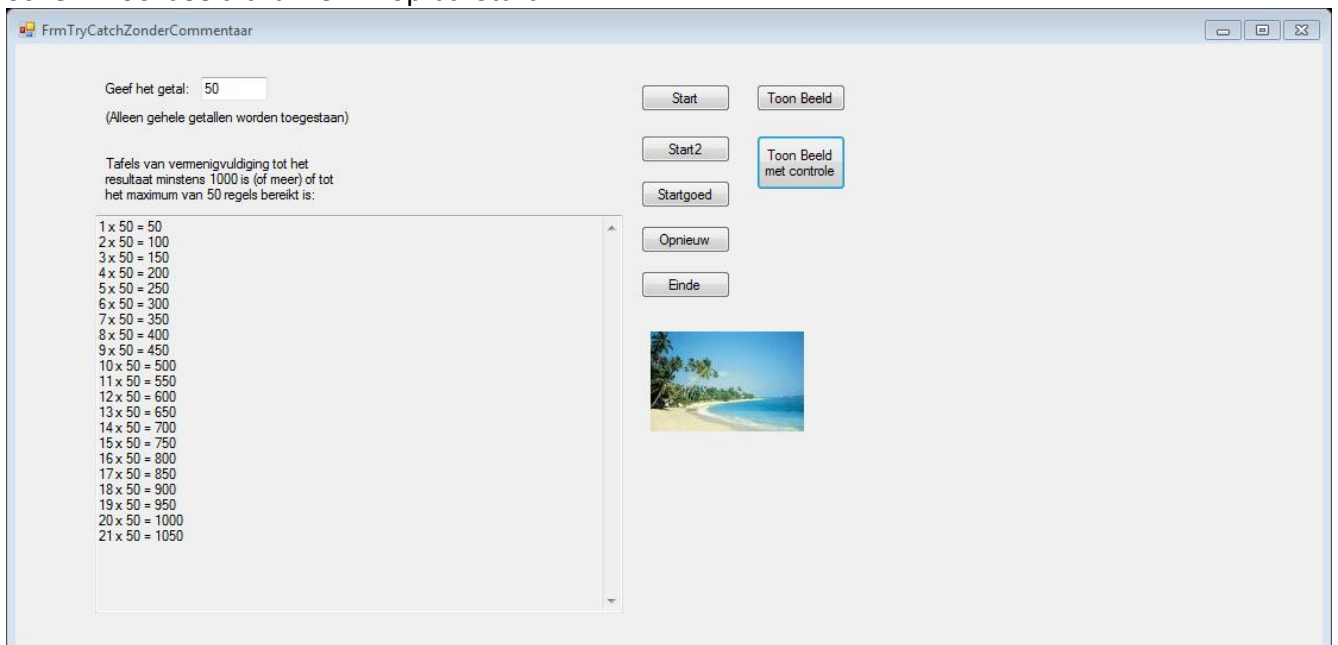 FrmTryCatchZonderCommentaar
Geef het getal: 50
(Alleen gehele getallen worden toegestaan)
Tafels van vermenigvuldiging tot het
resultaat minstens 1000 is (of meer) of tot
het maximum van 50 regels bereikt is:
1 x 50 = 50
2 x 50 = 100
3 x 50 = 150
4 x 50 = 200
5 x 50 = 250
6 x 50 = 300
7 x 50 = 350
8 x 50 = 400
9 x 50 = 450
10 x 50 = 500
11 x 50 = 550
12 x 50 = 600
13 x 50 = 650
14 x 50 = 700
15 x 50 = 750
16 x 50 = 800
17 x 50 = 850
18 x 50 = 900
19 x 50 = 950
20 x 50 = 1000
21 x 50 = 1050
Start
Toon Beeld
Start2
Toon Beeld
met controle
Startgoed
Opnieuw
Einde